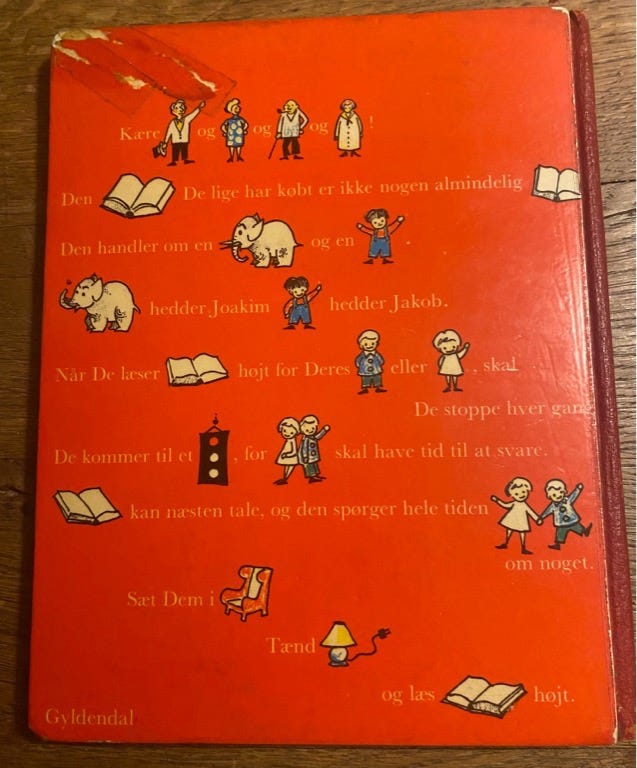 Kære og og og !
Den De lige har købt er ikke nogen almindelig
Den handler om en og en .
hedder Joakim hedder Jakob.
Når De læser højt for Deres eller , skal
De stoppe hver gang
De kommer til et , for skal have tid til at svare.
kan næsten tale, og den spørger hele tiden
om noget.
Sæt Dem i
Tænd
og læs højt.
Gyldendal